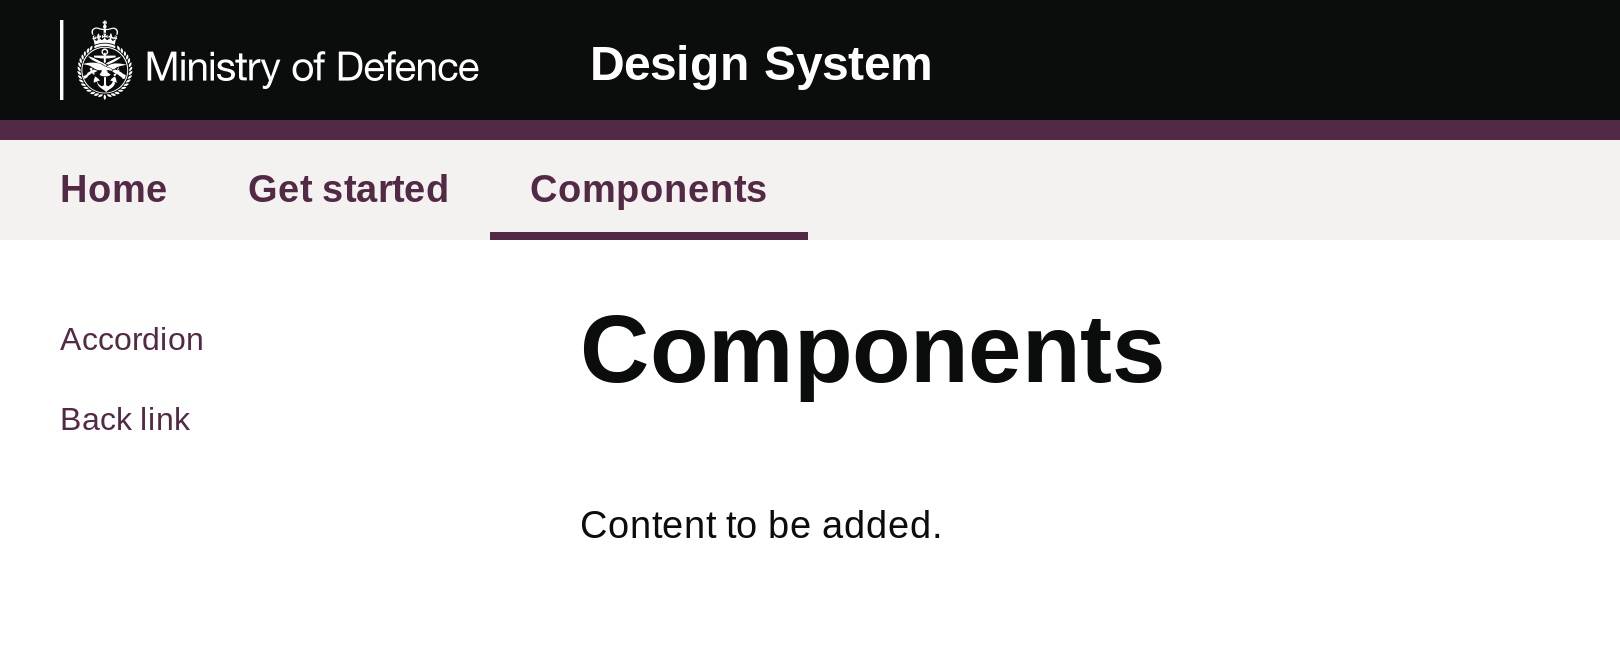 Ministry of Defence
Design System
Home
Get started
Components
Accordion
Back link
Components
Content to be added.